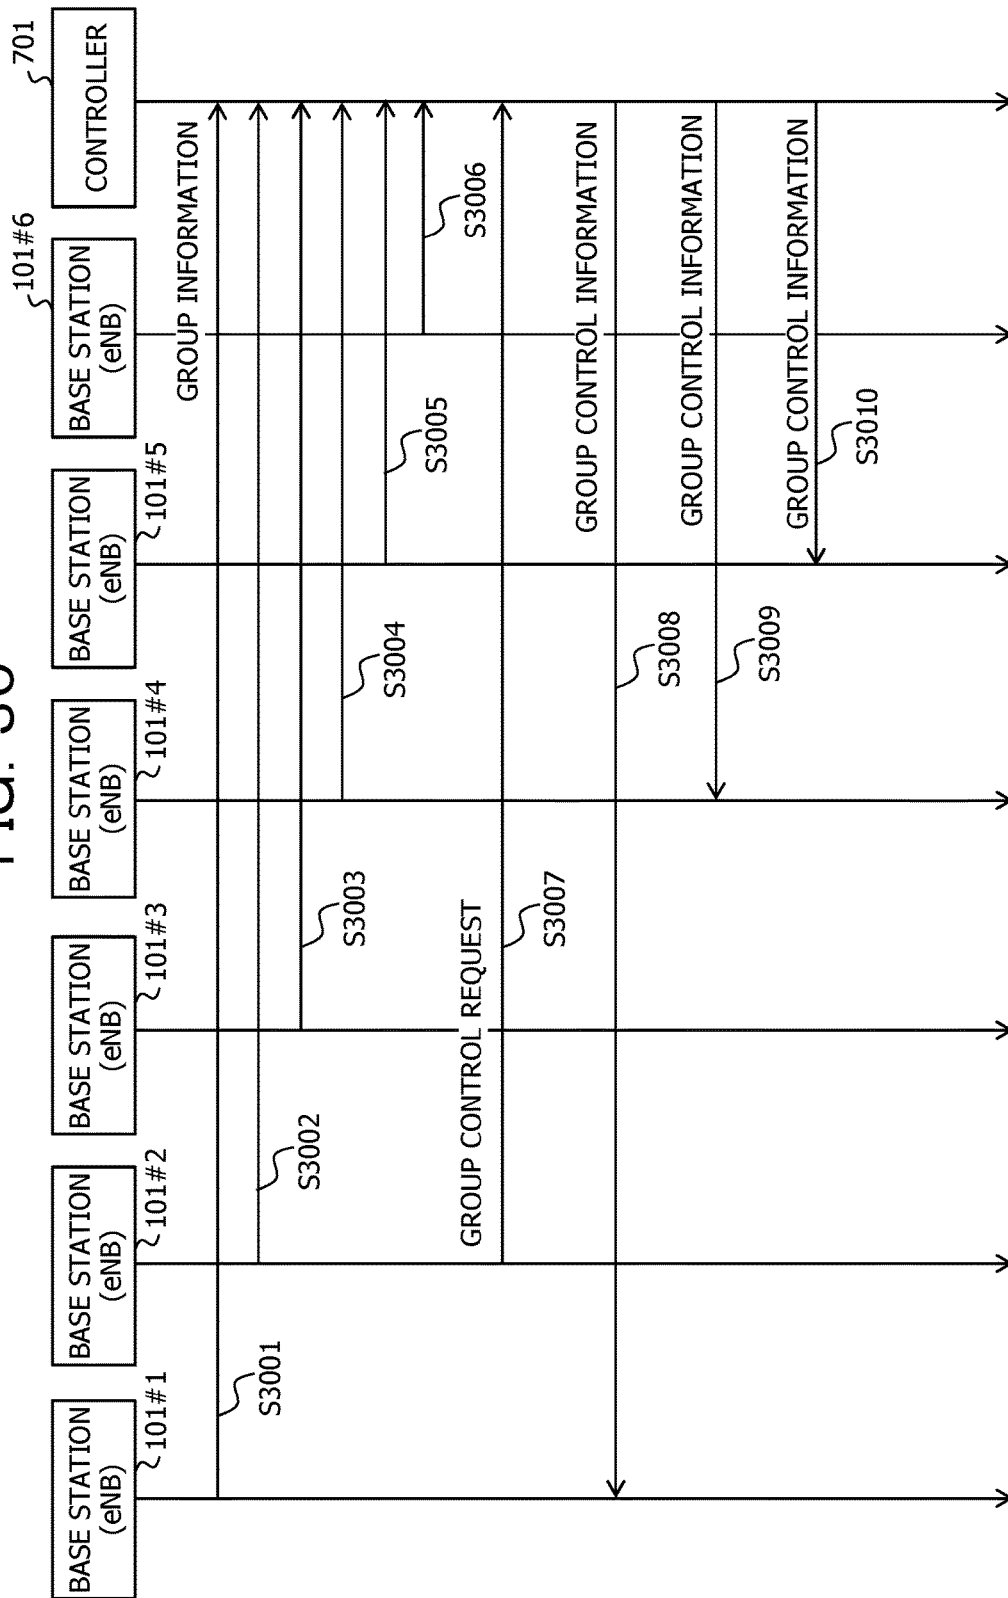 FIG. 30
BASE STATION
(eNB)
101#1
BASE STATION
(eNB)
101#2
BASE STATION
(eNB)
101#3
BASE STATION
(eNB)
101#4
BASE STATION
(eNB)
101#5
BASE STATION
(eNB)
101#6
CONTROLLER
701
GROUP INFORMATION
S3001
S3002
S3003
S3004
S3005
S3006
GROUP CONTROL REQUEST
S3007
GROUP CONTROL INFORMATION
S3008
GROUP CONTROL INFORMATION
S3009
GROUP CONTROL INFORMATION
S3010